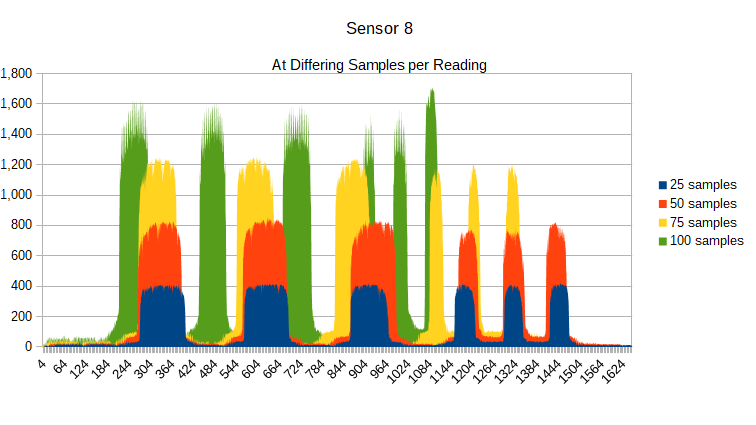 Sensor 8
At Differing Samples per Reading
1,800
1,600
1,400
1,200
1,000
800
600
400
200
0
25 samples
50 samples
75 samples
100 samples
4 64 124 184 244 304 364 424 484 544 604 664 724 784 844 904 964 1024 1084 1144 1204 1264 1324 1384 1444 1504 1564 1624